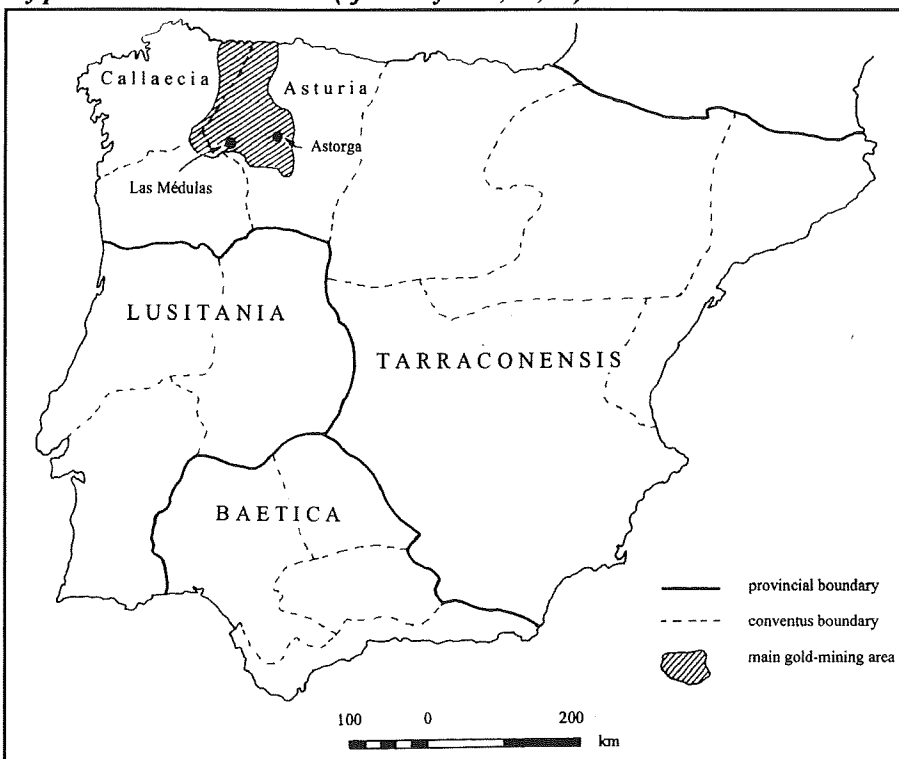 Callaecia
Asturia
Astorga
Las Médulas
LUSITANIA
TARRACONENSIS
BAETICA
provincial boundary
conventus boundary
main gold-mining area
100 0 200
km